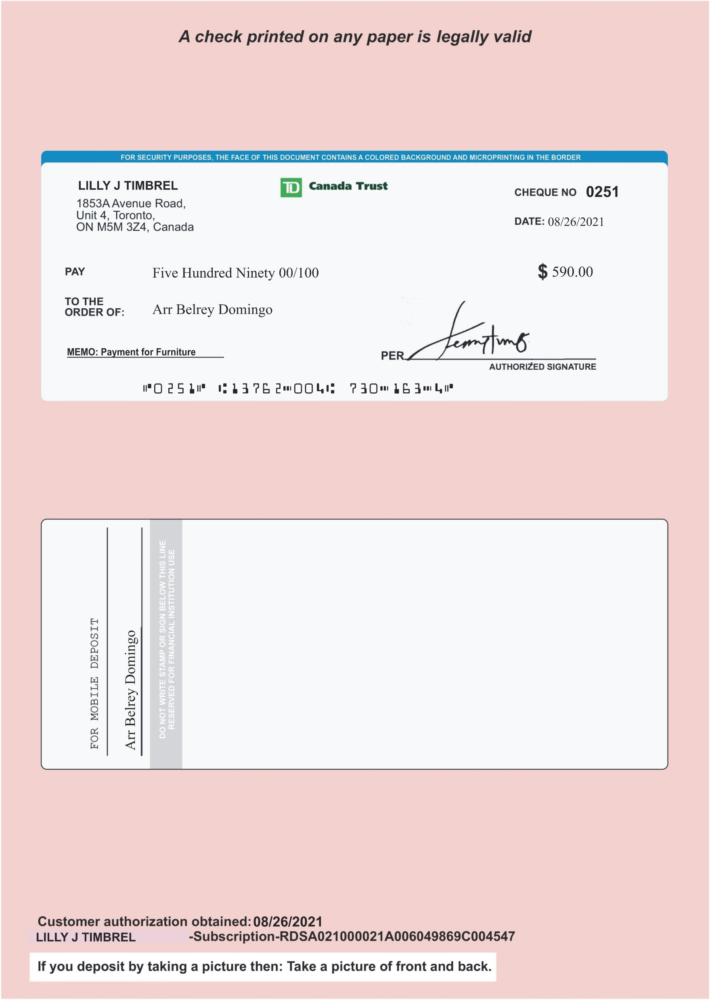 A check printed on any paper is legally valid
FOR SECURITY PURPOSES, THE FACE OF THIS DOCUMENT CONTAINS A COLORED BACKGROUND AND MICROPRINTING IN THE BORDER
LILLY J TIMBREL
1853A Avenue Road,
Unit 4, Toronto,
ON M5M 3Z4, Canada
TD Canada Trust
CHEQUE NO 0251
DATE: 08/26/2021
PAY Five Hundred Ninety 00/100 $ 590.00
TO THE
ORDER OF: Arr Belrey Domingo
MEMO: Payment for Furniture
PER
AUTHORIZED SIGNATURE
⑈0251⑈ ⑆13762⑉004⑆ 730⑉163⑉4⑈
FOR MOBILE DEPOSIT
Arr Belrey Domingo
DO NOT WRITE STAMP OR SIGN BELOW THIS LINE
RESERVED FOR FINANCIAL INSTITUTION USE
Customer authorization obtained: 08/26/2021
LILLY J TIMBREL -Subscription-RDSA021000021A006049869C004547
If you deposit by taking a picture then: Take a picture of front and back.